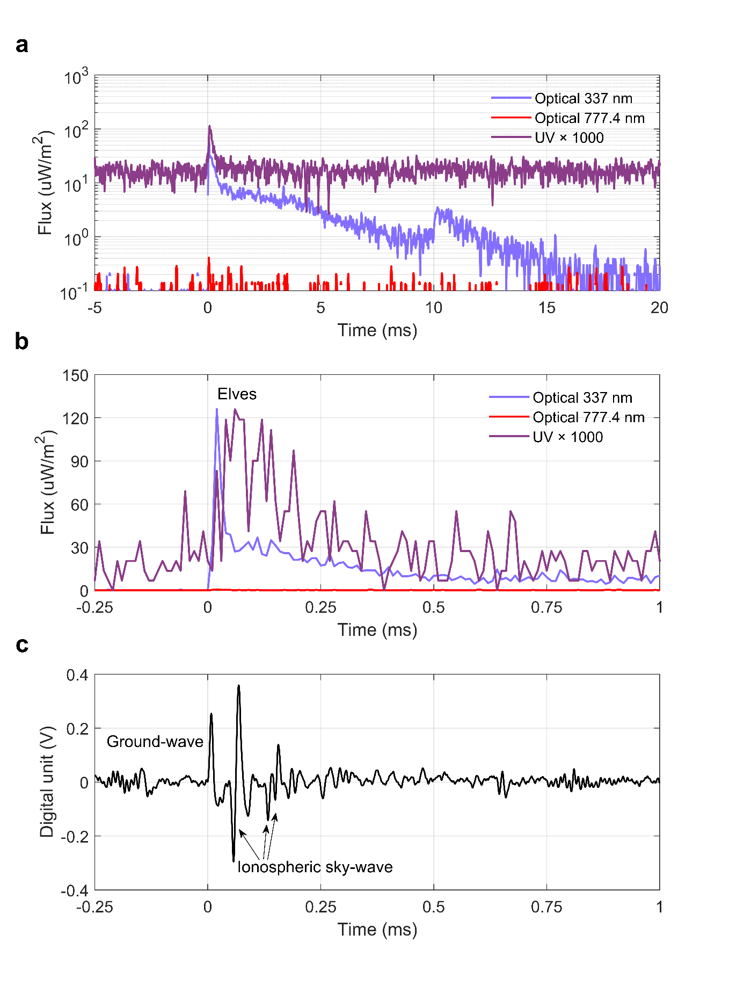 a
10^3
10^2
10^1
10^0
10^-1
Flux (uW/m^2)
Optical 337 nm
Optical 777.4 nm
UV × 1000
-5 0 5 10 15 20
Time (ms)
b
150
120
90
60
30
0
Flux (uW/m^2)
Elves
Optical 337 nm
Optical 777.4 nm
UV × 1000
-0.25 0 0.25 0.5 0.75 1
Time (ms)
c
0.4
0.2
0
-0.2
-0.4
Digital unit (V)
Ground-wave
Ionospheric sky-wave
-0.25 0 0.25 0.5 0.75 1
Time (ms)